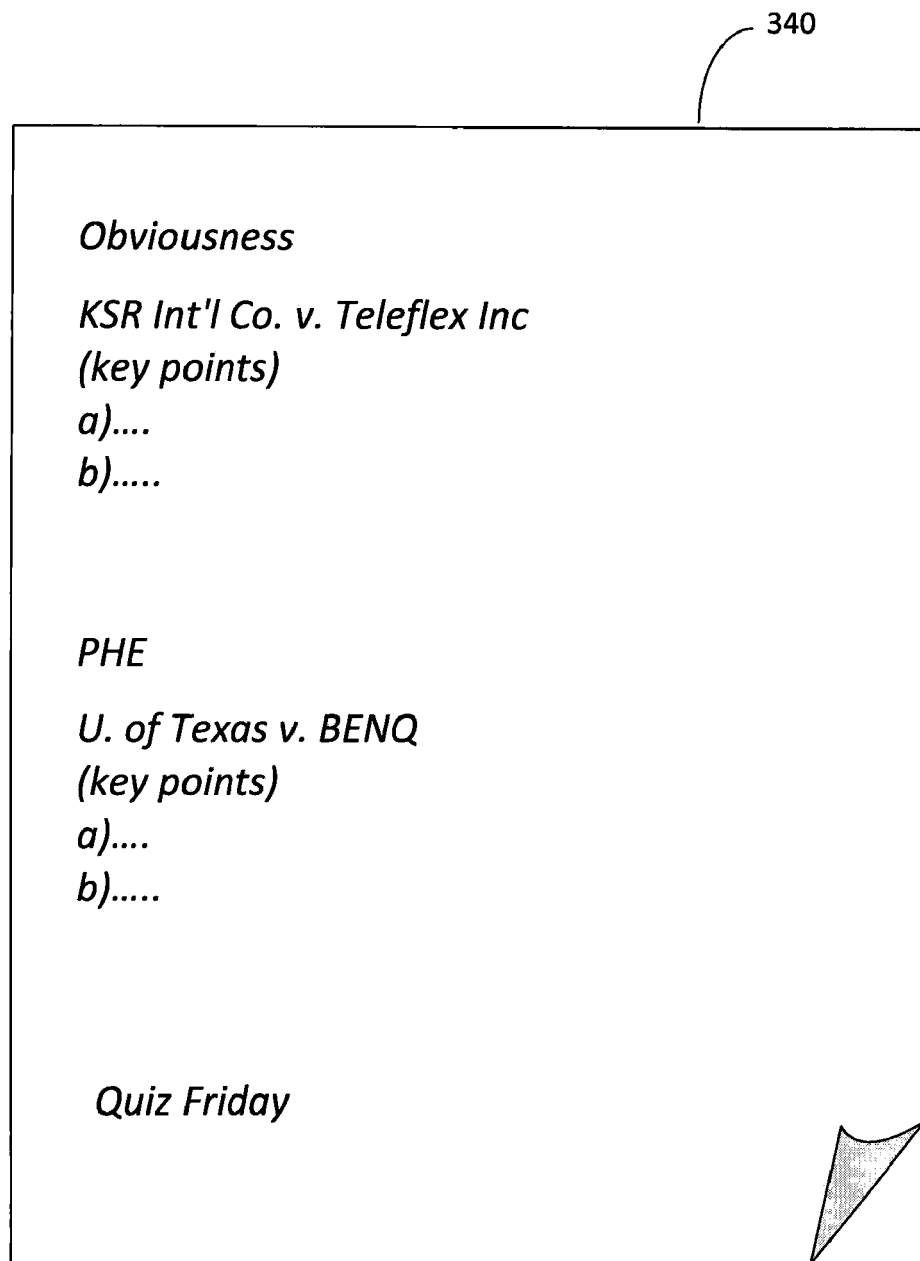 340
Obviousness
KSR Int'l Co. v. Teleflex Inc
(key points)
a)....
b).....
PHE
U. of Texas v. BENQ
(key points)
a)....
b).....
Quiz Friday